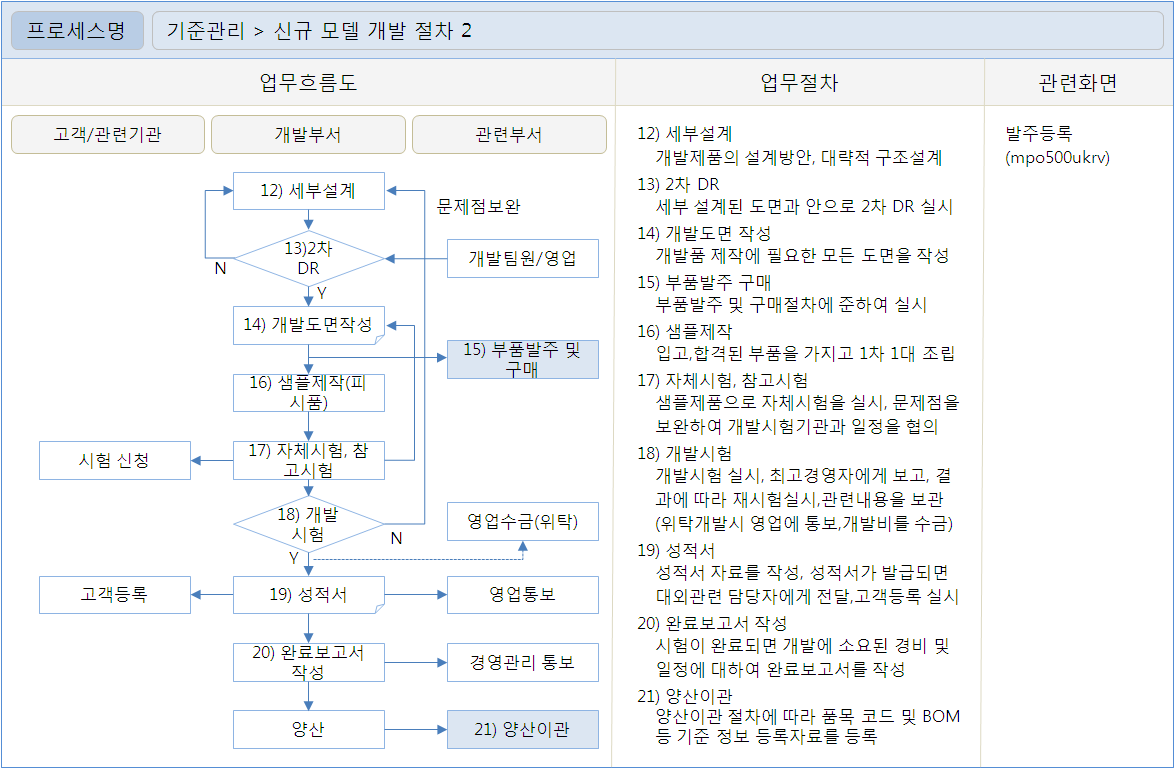 프로세스명
기준관리 > 신규 모델 개발 절차 2
업무흐름도
업무절차
관련화면
고객/관련기관
개발부서
관련부서
12) 세부설계
문제점보완
13)2차
DR
개발팀원/영업
N
Y
14) 개발도면작성
15) 부품발주 및
구매
16) 샘플제작(피
시품)
17) 자체시험, 참
고시험
시험 신청
18) 개발
시험
N
Y
영업수금(위탁)
고객등록
19) 성적서
영업통보
20) 완료보고서
작성
경영관리 통보
양산
21) 양산이관
12) 세부설계
개발제품의 설계방안, 대략적 구조설계
13) 2차 DR
세부 설계된 도면과 안으로 2차 DR 실시
14) 개발도면 작성
개발품 제작에 필요한 모든 도면을 작성
15) 부품발주 구매
부품발주 및 구매절차에 준하여 실시
16) 샘플제작
입고,합격된 부품을 가지고 1차 1대 조립
17) 자체시험, 참고시험
샘플제품으로 자체시험을 실시, 문제점을
보완하여 개발시험기관과 일정을 협의
18) 개발시험
개발시험 실시, 최고경영자에게 보고, 결
과에 따라 재시험실시,관련내용을 보관
(위탁개발시 영업에 통보,개발비를 수금)
19) 성적서
성적서 자료를 작성, 성적서가 발급되면
대외관련 담당자에게 전달,고객등록 실시
20) 완료보고서 작성
시험이 완료되면 개발에 소요된 경비 및
일정에 대하여 완료보고서를 작성
21) 양산이관
양산이관 절차에 따라 품목 코드 및 BOM
등 기준 정보 등록자료를 등록
발주등록
(mpo500ukrv)